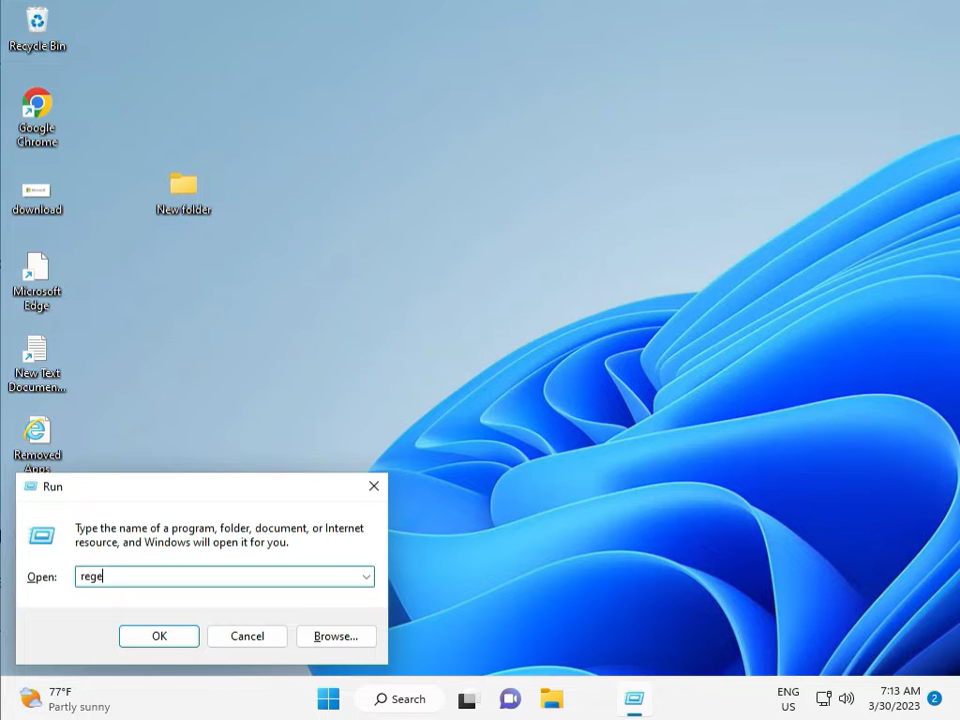 Recycle Bin
Google
Chrome
download
New folder
Microsoft
Edge
New Text
Documen...
Removed
Apps
Run
Type the name of a program, folder, document, or Internet
resource, and Windows will open it for you.
Open:
rege
OK
Cancel
Browse...
77°F
Partly sunny
Search
ENG
US
7:13 AM
3/30/2023
2